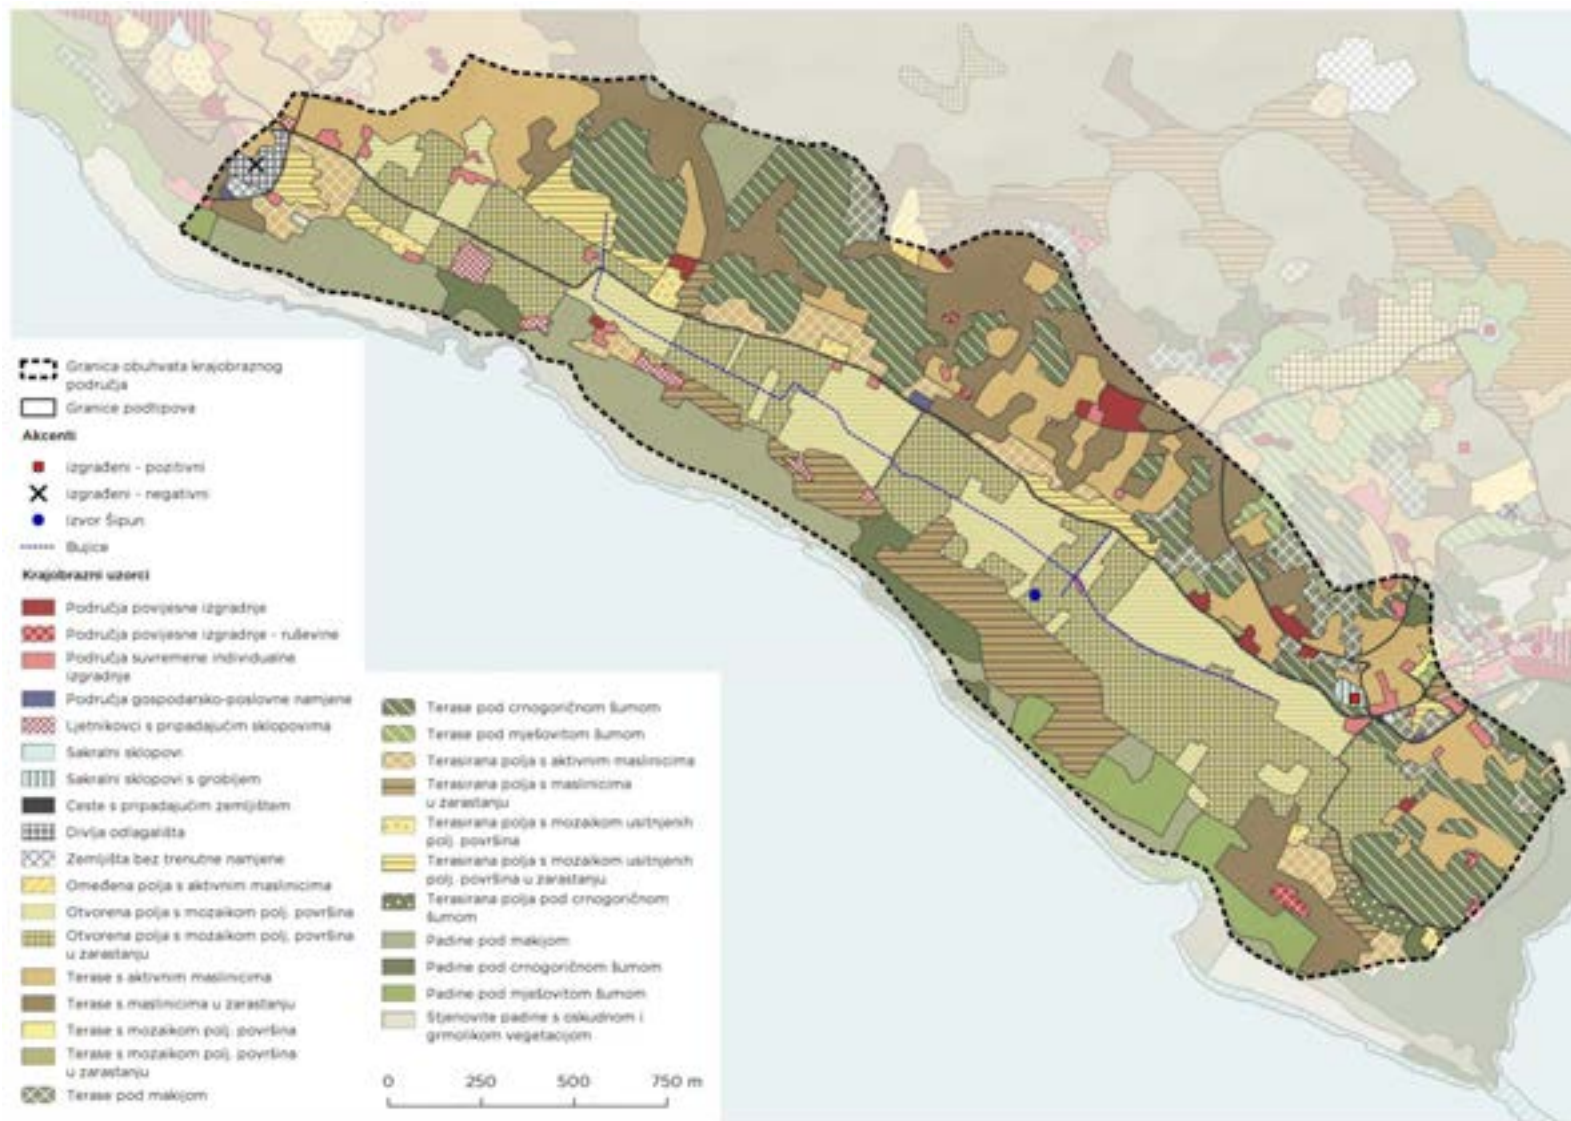 Granica obuhvata krajobraznog
područja
Granice podtipova
Akcenti
izgrađeni - pozitivni
izgrađeni - negativni
Izvor Šipun
Bujice
Krajobrazni uzorci
Područja povijesne izgradnje
Područja povijesne izgradnje - ruševine
Područja suvremene individualne
izgradnje
Područja gospodarsko-poslovne namjene
Ljetnikovci s pripadajućim sklopovima
Sakralni sklopovi
Sakralni sklopovi s grobljem
Ceste s pripadajućim zemljištem
Divlja odlagališta
Zemljišta bez trenutne namjene
Omeđena polja s aktivnim maslinicima
Otvorena polja s mozaikom polj. površina
Otvorena polja s mozaikom polj. površina
u zarastanju
Terase s aktivnim maslinicima
Terase s maslinicima u zarastanju
Terase s mozaikom polj. površina
Terase s mozaikom polj. površina
u zarastanju
Terase pod makijom
Terase pod crnogoričnom šumom
Terase pod mješovitom šumom
Terasirana polja s aktivnim maslinicima
Terasirana polja s maslinicima
u zarastanju
Terasirana polja s mozaikom usitnjenih
polj. površina
Terasirana polja s mozaikom usitnjenih
polj. površina u zarastanju
Terasirana polja pod crnogoričnom
šumom
Padine pod makijom
Padine pod crnogoričnom šumom
Padine pod mješovitom šumom
Stjenovite padine s oskudnom i
grmolikom vegetacijom
0 250 500 750 m